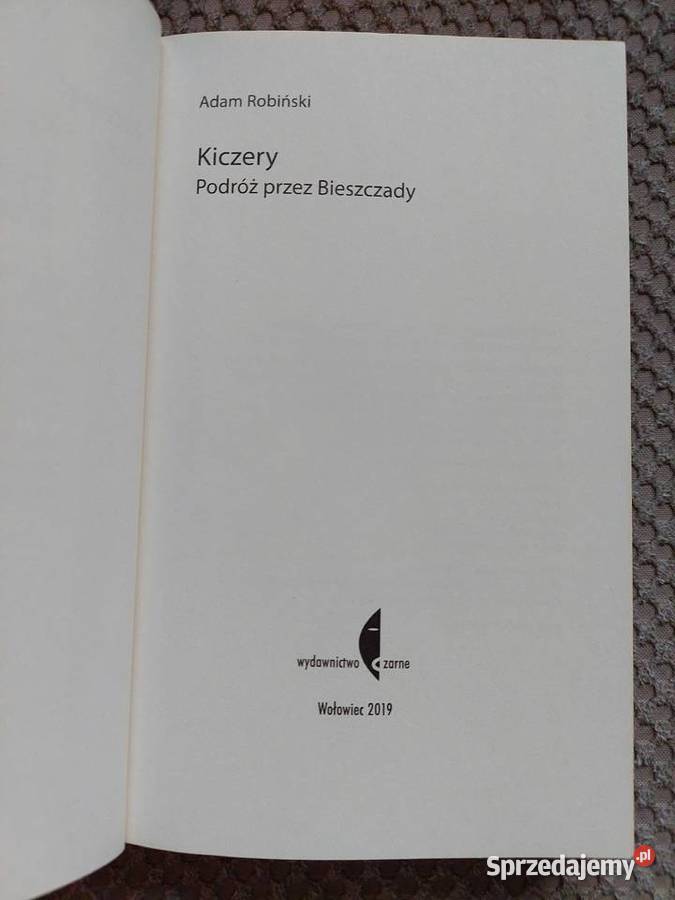 Adam Robiński
Kiczery
Podróż przez Bieszczady
wydawnictwo czarne
Wołowiec 2019
Sprzedajemy.pl